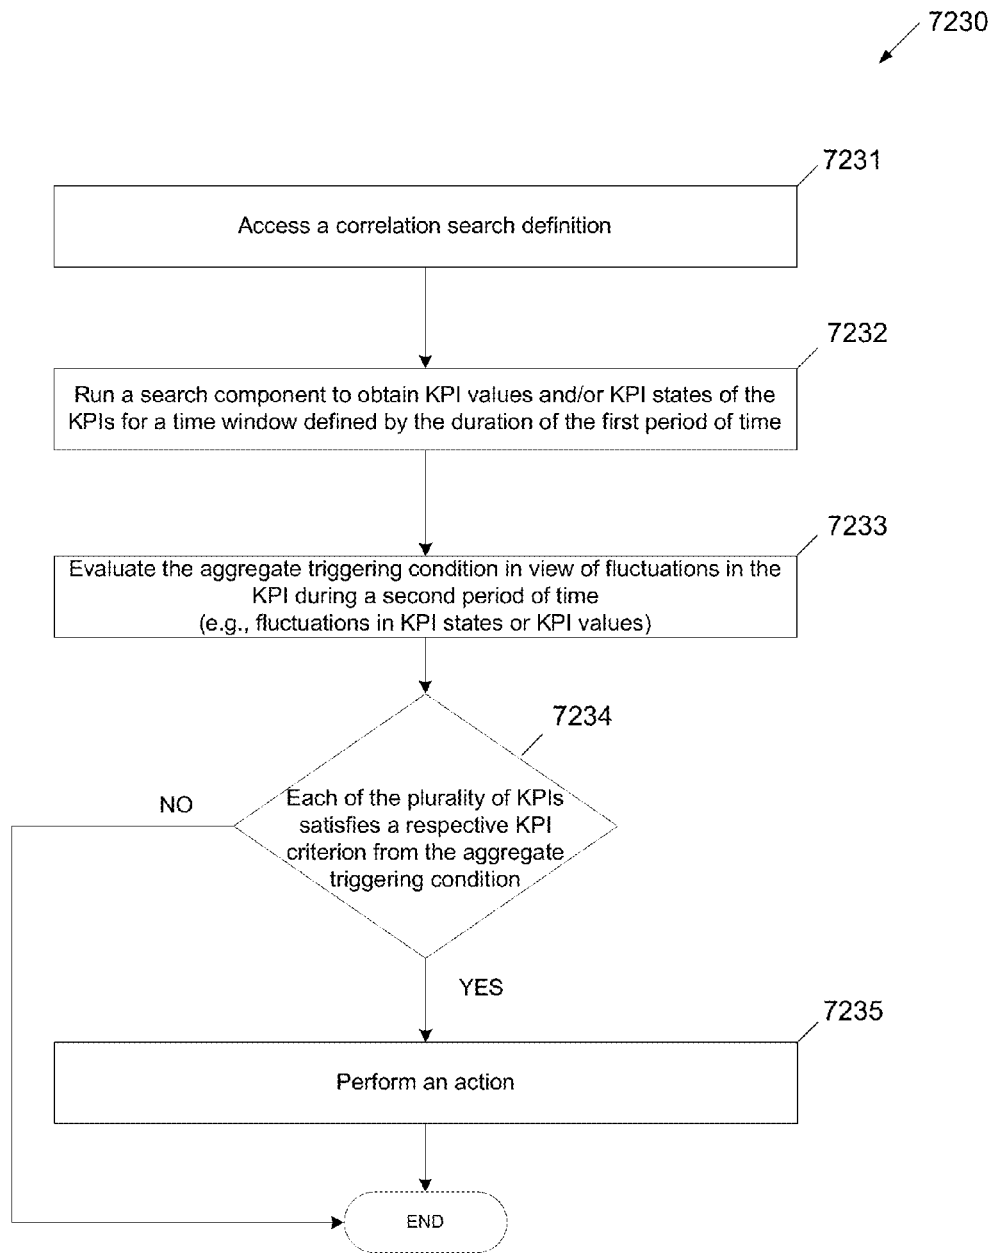 7230
7231
Access a correlation search definition
7232
Run a search component to obtain KPI values and/or KPI states of the
KPIs for a time window defined by the duration of the first period of time
7233
Evaluate the aggregate triggering condition in view of fluctuations in the
KPI during a second period of time
(e.g., fluctuations in KPI states or KPI values)
7234
NO
Each of the plurality of KPIs
satisfies a respective KPI
criterion from the aggregate
triggering condition
YES
7235
Perform an action
END